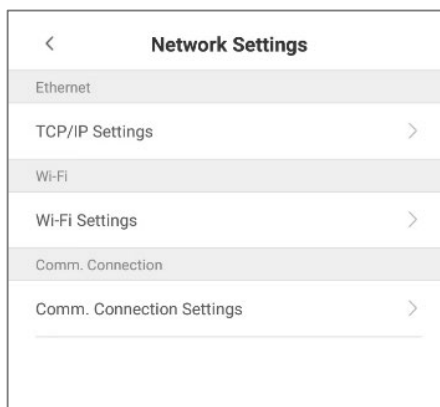 Network Settings
Ethernet
TCP/IP Settings
Wi-Fi
Wi-Fi Settings
Comm. Connection
Comm. Connection Settings